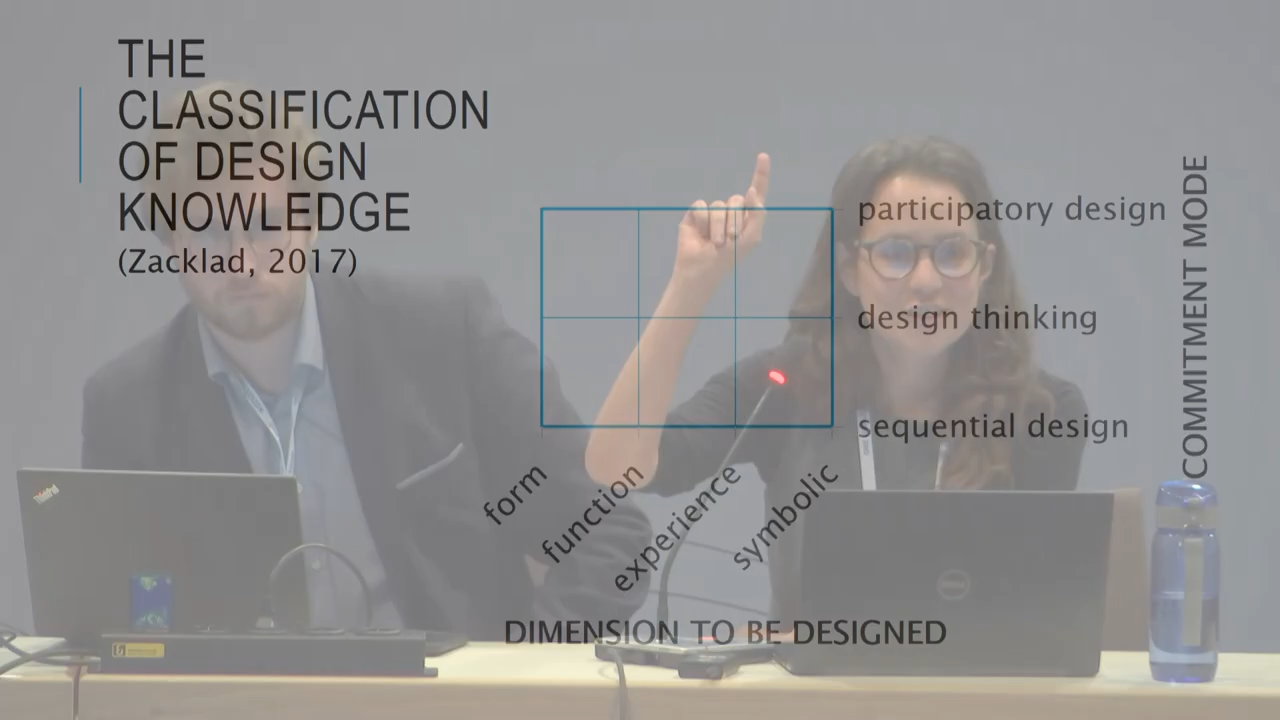 THE
CLASSIFICATION
OF DESIGN
KNOWLEDGE
(Zacklad, 2017)
participatory design
design thinking
sequential design
COMMITMENT MODE
form
function
experience
symbolic
DIMENSION TO BE DESIGNED
DELL